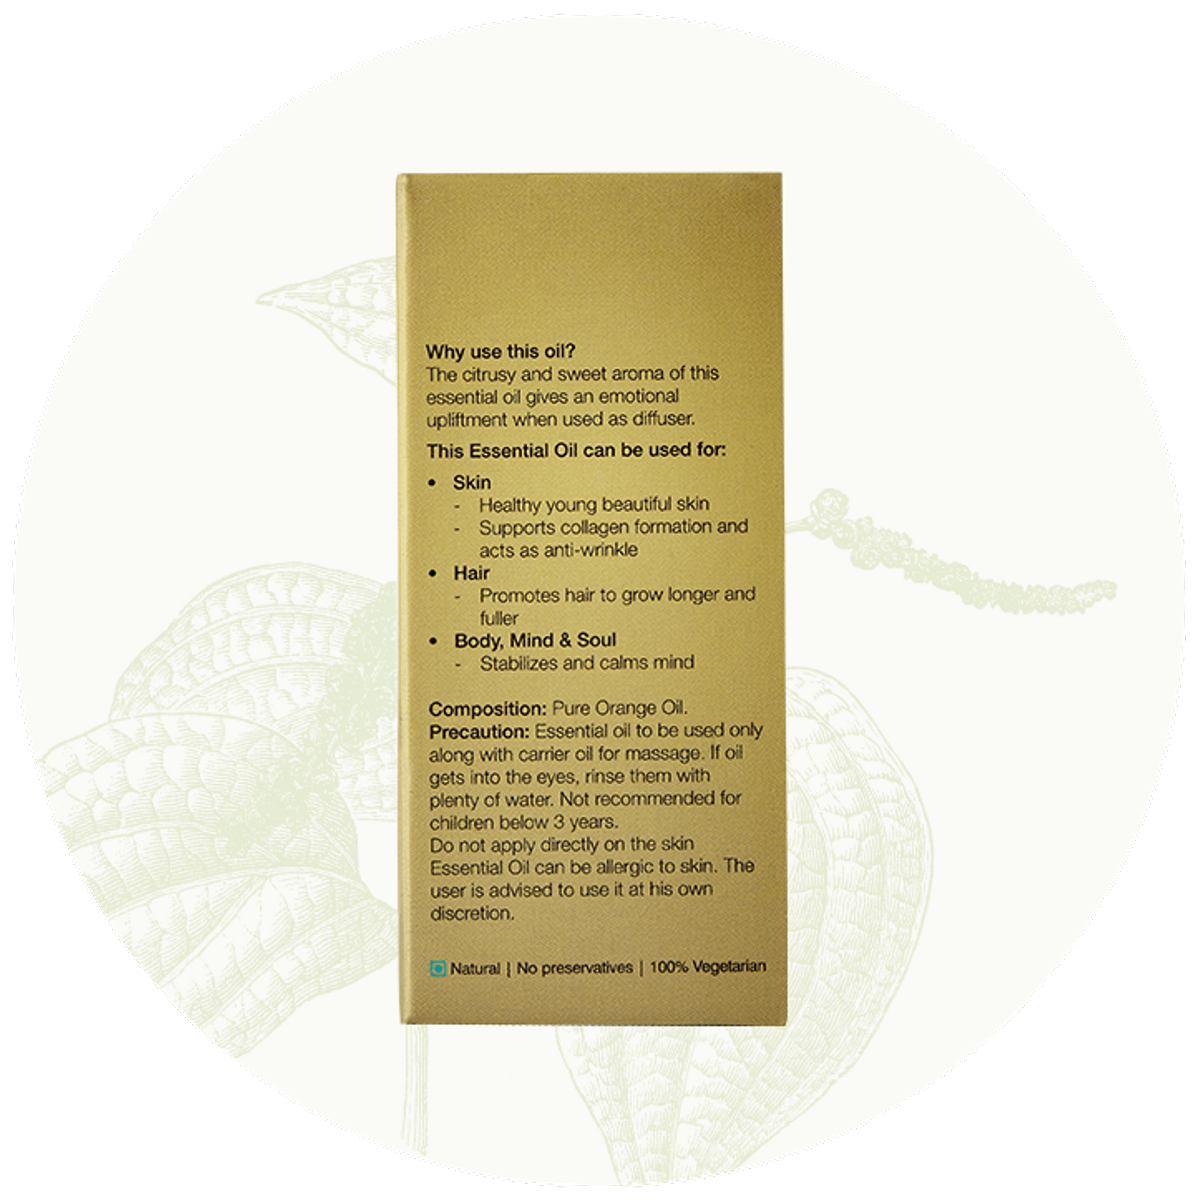 Why use this oil?
The citrusy and sweet aroma of this
essential oil gives an emotional
upliftment when used as diffuser.
This Essential Oil can be used for:
• Skin
- Healthy young beautiful skin
- Supports collagen formation and
acts as anti-wrinkle
• Hair
- Promotes hair to grow longer and
fuller
• Body, Mind & Soul
- Stabilizes and calms mind
Composition: Pure Orange Oil.
Precaution: Essential oil to be used only
along with carrier oil for massage. If oil
gets into the eyes, rinse them with
plenty of water. Not recommended for
children below 3 years.
Do not apply directly on the skin
Essential Oil can be allergic to skin. The
user is advised to use it at his own
discretion.
Natural | No preservatives | 100% Vegetarian